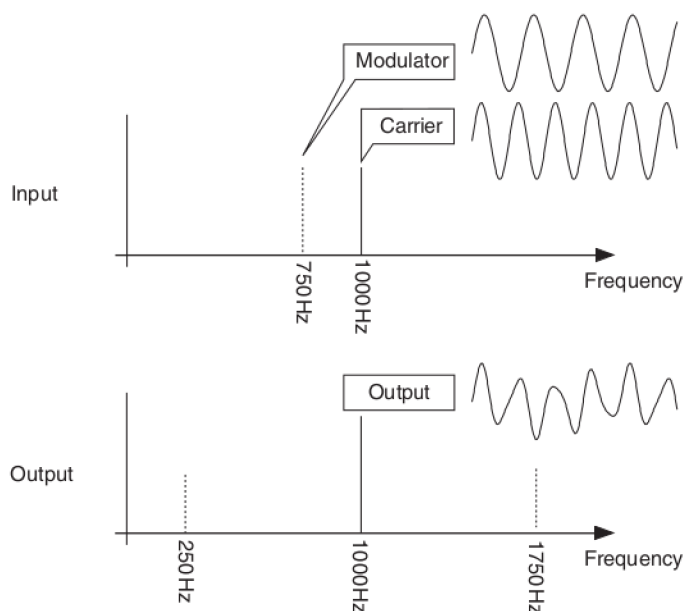 Modulator
Carrier
Input
750Hz
1000Hz
Frequency
Output
Output
250Hz
1000Hz
1750Hz
Frequency